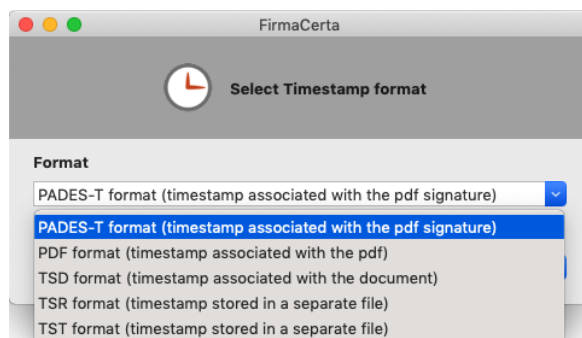 FirmaCerta
Select Timestamp format
Format
PADES-T format (timestamp associated with the pdf signature)
PADES-T format (timestamp associated with the pdf signature)
PDF format (timestamp associated with the pdf)
TSD format (timestamp associated with the document)
TSR format (timestamp stored in a separate file)
TST format (timestamp stored in a separate file)